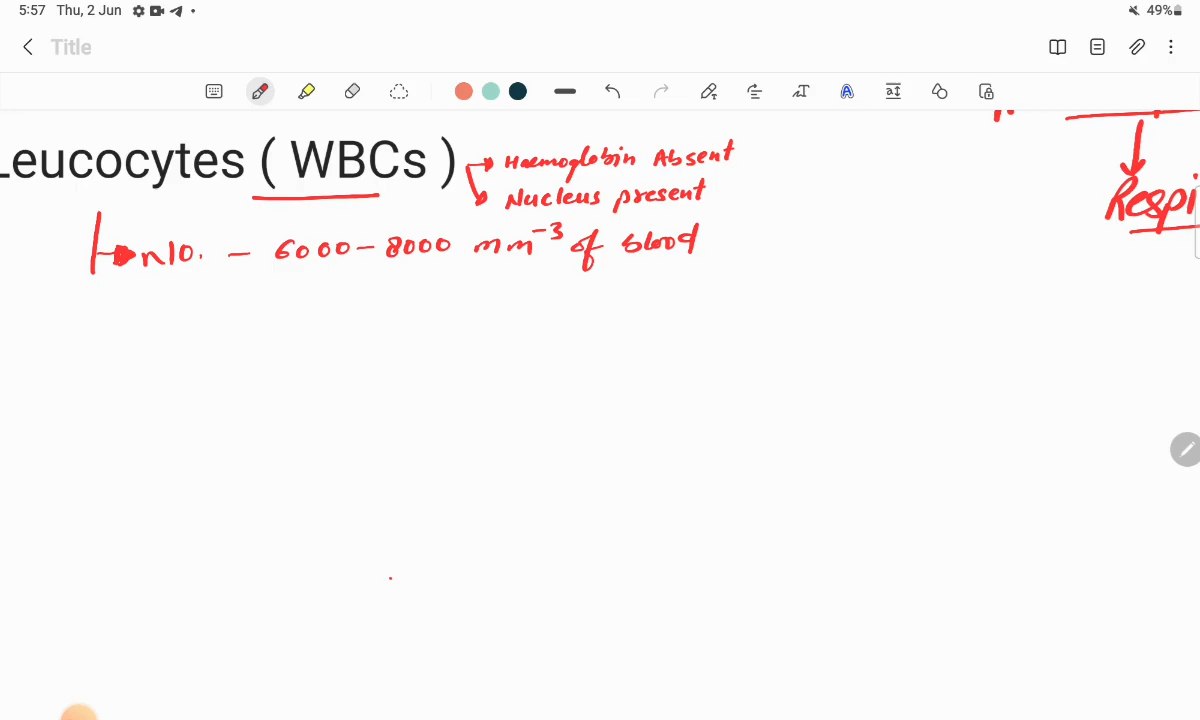 5:57 Thu, 2 Jun
49%
Title
Leucocytes ( WBCs )
Haemoglobin Absent
Nucleus present
n10. - 6000-8000 mm⁻³ of blood
Respi